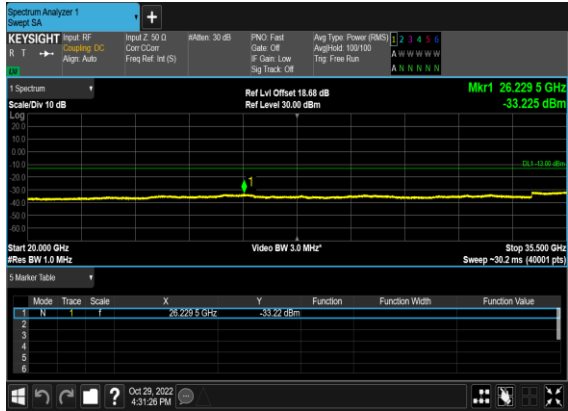 Spectrum Analyzer 1
Swept SA
+
KEYSIGHT Input: RF Input Z: 50 Ω #Atten: 30 dB PNO: Fast Avg Type: Power (RMS) 1 2 3 4 5 6
R T Coupling: DC Corr CCorr Gate: Off Avg|Hold: 100/100 A W W W W W
Align: Auto Freq Ref: Int (S) IF Gain: Low Trig: Free Run
LXI Sig Track: Off A N N N N N
1 Spectrum Ref Lvl Offset 18.68 dB Mkr1 26.229 5 GHz
Scale/Div 10 dB Ref Level 30.00 dBm -33.225 dBm
Log
20.0
10.0
0.00
-10.0 DL1 -13.00 dBm
-20.0 1
-30.0
-40.0
-50.0
-60.0
Start 20.000 GHz Video BW 3.0 MHz* Stop 35.500 GHz
#Res BW 1.0 MHz Sweep ~30.2 ms (40001 pts)
5 Marker Table
Mode Trace Scale X Y Function Function Width Function Value
1 N 1 f 26.229 5 GHz -33.22 dBm
2
3
4
5
6
? Oct 29, 2022
4:31:26 PM